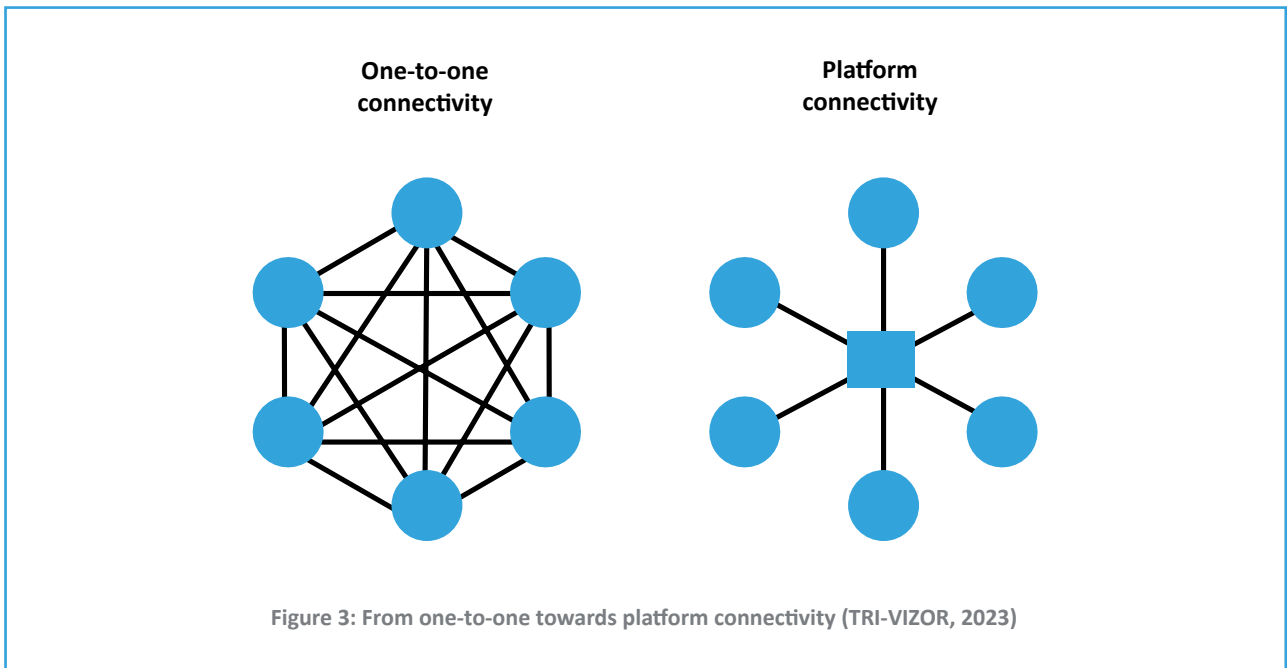 One-to-one
connectivity
Platform
connectivity
Figure 3: From one-to-one towards platform connectivity (TRI-VIZOR, 2023)